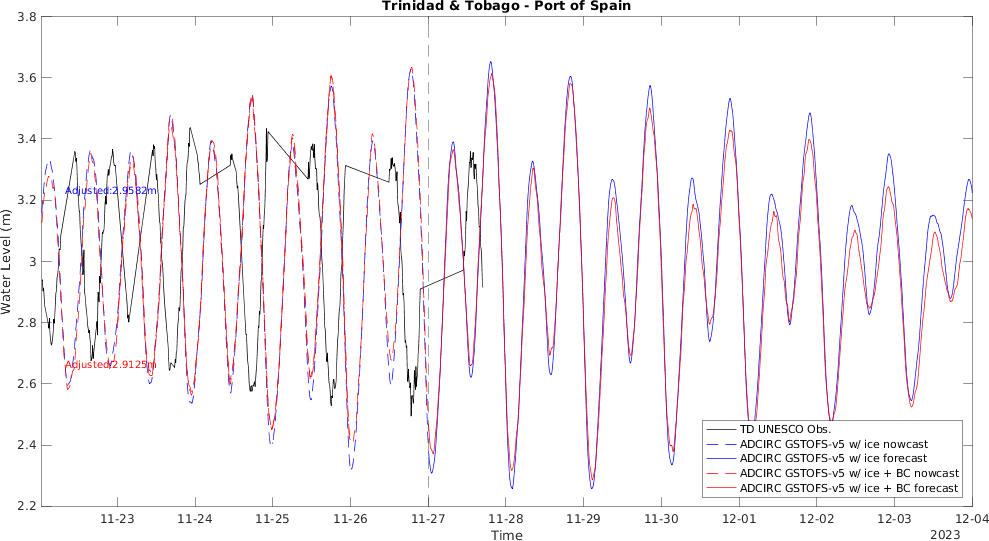 Trinidad & Tobago - Port of Spain
3.8
3.6
3.4
3.2
3
2.8
2.6
2.4
2.2
Water Level (m)
Adjusted:2.9582m
Adjusted:2.9125m
TD UNESCO Obs.
ADCIRC GSTOFS-v5 w/ ice nowcast
ADCIRC GSTOFS-v5 w/ ice forecast
ADCIRC GSTOFS-v5 w/ ice + BC nowcast
ADCIRC GSTOFS-v5 w/ ice + BC forecast
11-23 11-24 11-25 11-26 11-27 11-28 11-29 11-30 12-01 12-02 12-03 12-04
Time 2023